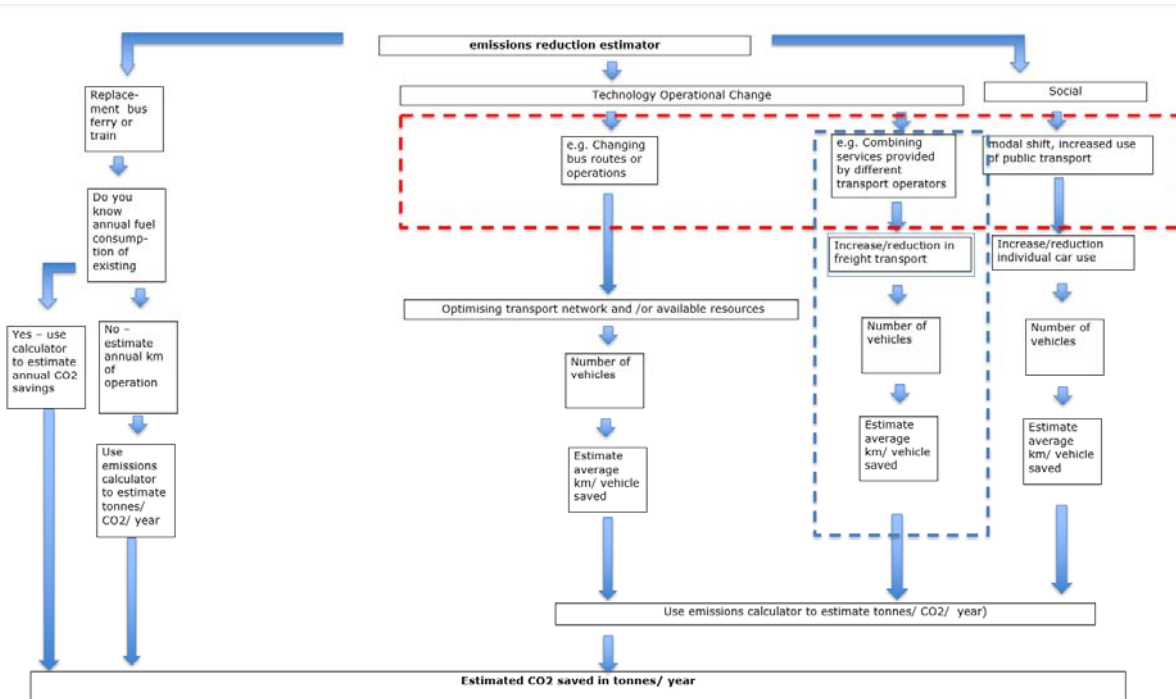 emissions reduction estimator
Replace-
ment bus
ferry or
train
Technology Operational Change
Social
e.g. Changing
bus routes or
operations
e.g. Combining
services provided
by different
transport operators
modal shift, increased use
of public transport
Do you
know
annual fuel
consump-
tion of
existing
Increase/reduction in
freight transport
Increase/reduction
individual car use
Yes – use
calculator
to estimate
annual CO2
savings
No –
estimate
annual km
of
operation
Optimising transport network and /or available resources
Number of
vehicles
Number of
vehicles
Number of
vehicles
Use
emissions
calculator
to estimate
tonnes/
CO2/ year
Estimate
average
km/ vehicle
saved
Estimate
average
km/ vehicle
saved
Estimate
average
km/ vehicle
saved
Use emissions calculator to estimate tonnes/ CO2/ year)
Estimated CO2 saved in tonnes/ year